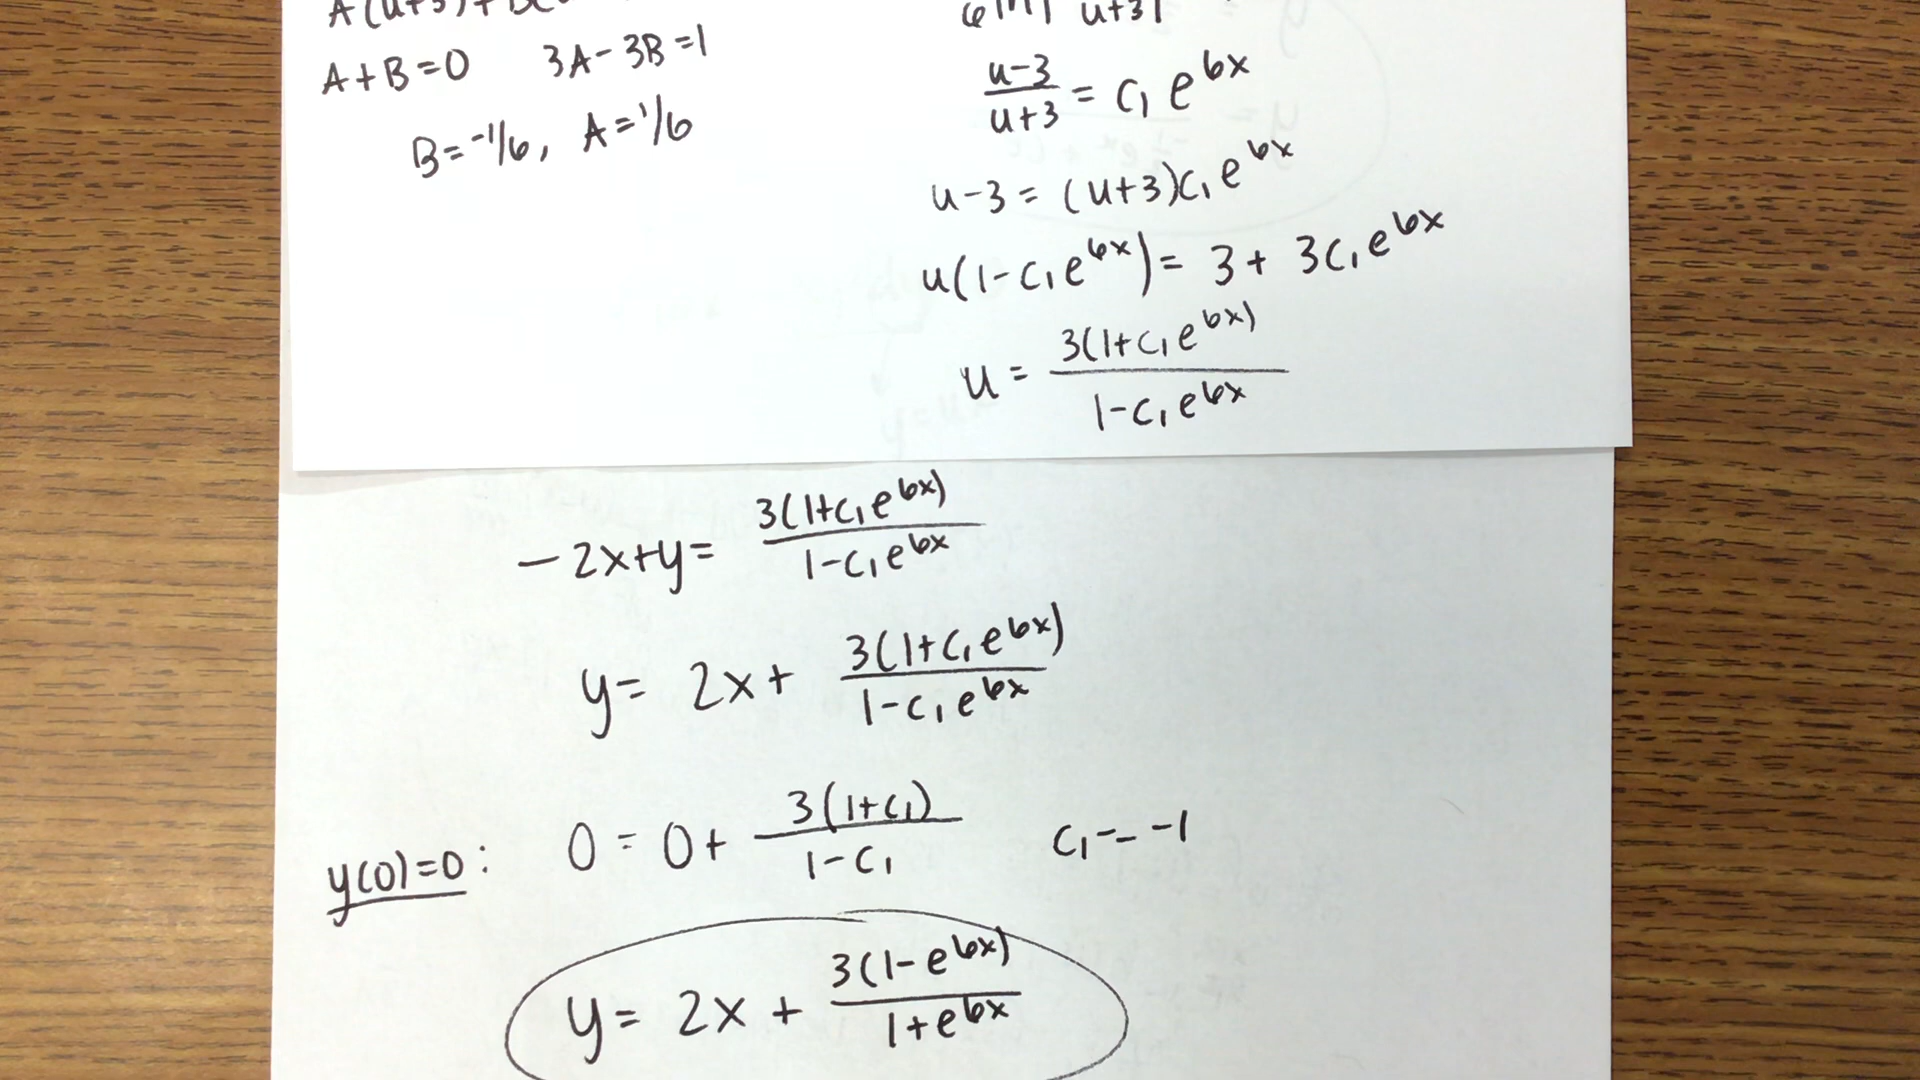 A+B=0 3A-3B=1
B=-1/6, A=1/6
u+3|
u-3/u+3 = c₁e^6x
u-3 = (u+3)c₁e^6x
u(1-c₁e^6x) = 3+3c₁e^6x
u = 3(1+c₁e^6x)/1-c₁e^6x
-2x+y = 3(1+c₁e^6x)/1-c₁e^6x
y = 2x + 3(1+c₁e^6x)/1-c₁e^6x
y(0)=0: 0 = 0 + 3(1+c₁)/1-c₁ c₁ = -1
y = 2x + 3(1-e^6x)/1+e^6x